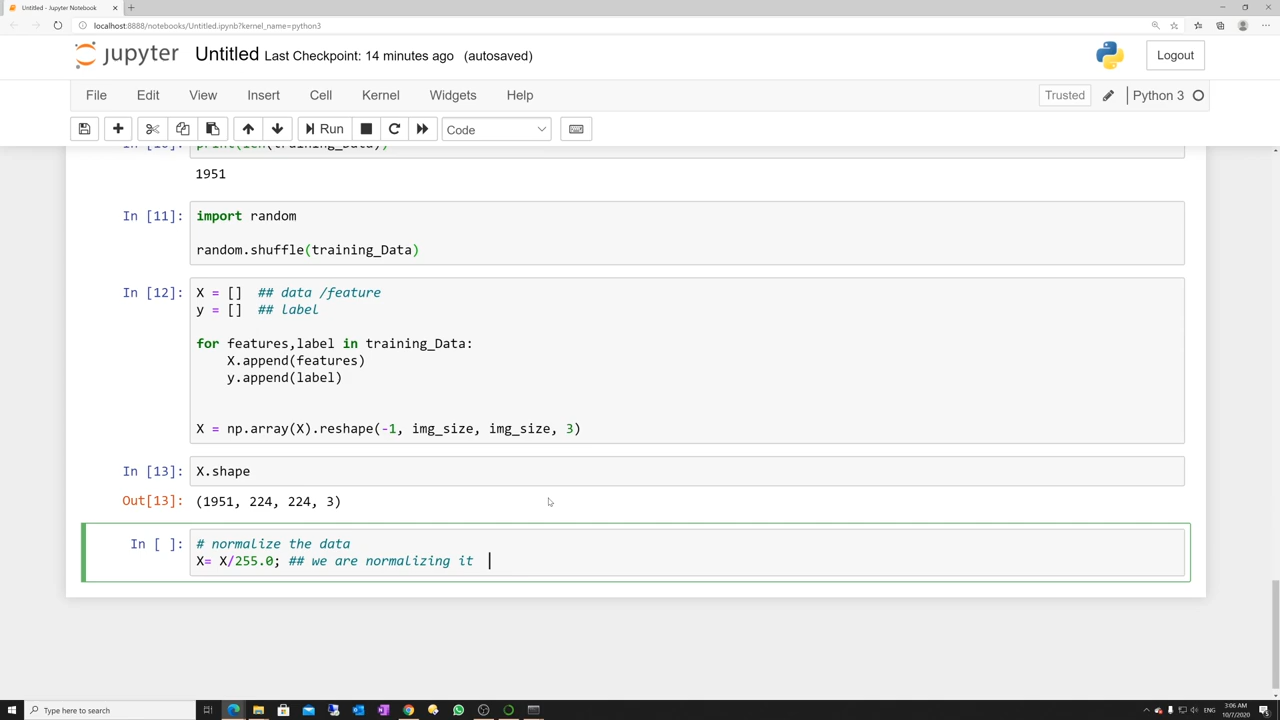 Untitled - Jupyter Notebook
localhost:8888/notebooks/Untitled.ipynb?kernel_name=python3
jupyter Untitled Last Checkpoint: 14 minutes ago (autosaved)
Logout
File Edit View Insert Cell Kernel Widgets Help
Trusted Python 3
Run Code
print(len(training_Data))
1951
In [11]: import random
random.shuffle(training_Data)
In [12]: X = [] ## data /feature
y = [] ## label
for features,label in training_Data:
X.append(features)
y.append(label)
X = np.array(X).reshape(-1, img_size, img_size, 3)
In [13]: X.shape
Out[13]: (1951, 224, 224, 3)
In [ ]: # normalize the data
X= X/255.0; ## we are normalizing it
Type here to search
ENG
3:06 AM
10/7/2020